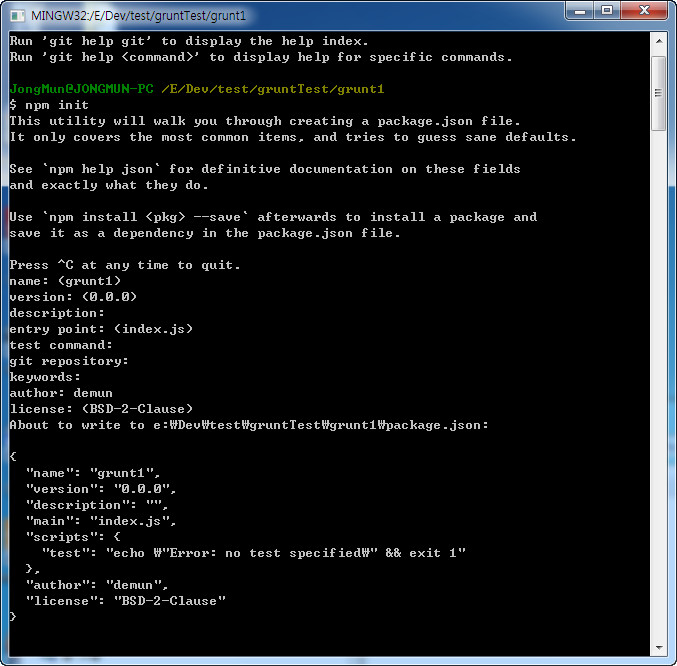 MINGW32:/E/Dev/test/gruntTest/grunt1
Run 'git help git' to display the help index.
Run 'git help <command>' to display help for specific commands.
JongMun@JONGMUN-PC /E/Dev/test/gruntTest/grunt1
$ npm init
This utility will walk you through creating a package.json file.
It only covers the most common items, and tries to guess sane defaults.
See `npm help json` for definitive documentation on these fields
and exactly what they do.
Use `npm install <pkg> --save` afterwards to install a package and
save it as a dependency in the package.json file.
Press ^C at any time to quit.
name: (grunt1)
version: (0.0.0)
description:
entry point: (index.js)
test command:
git repository:
keywords:
author: demun
license: (BSD-2-Clause)
About to write to e:₩Dev₩test₩gruntTest₩grunt1₩package.json:
{
  "name": "grunt1",
  "version": "0.0.0",
  "description": "",
  "main": "index.js",
  "scripts": {
    "test": "echo ₩"Error: no test specified₩" && exit 1"
  },
  "author": "demun",
  "license": "BSD-2-Clause"
}